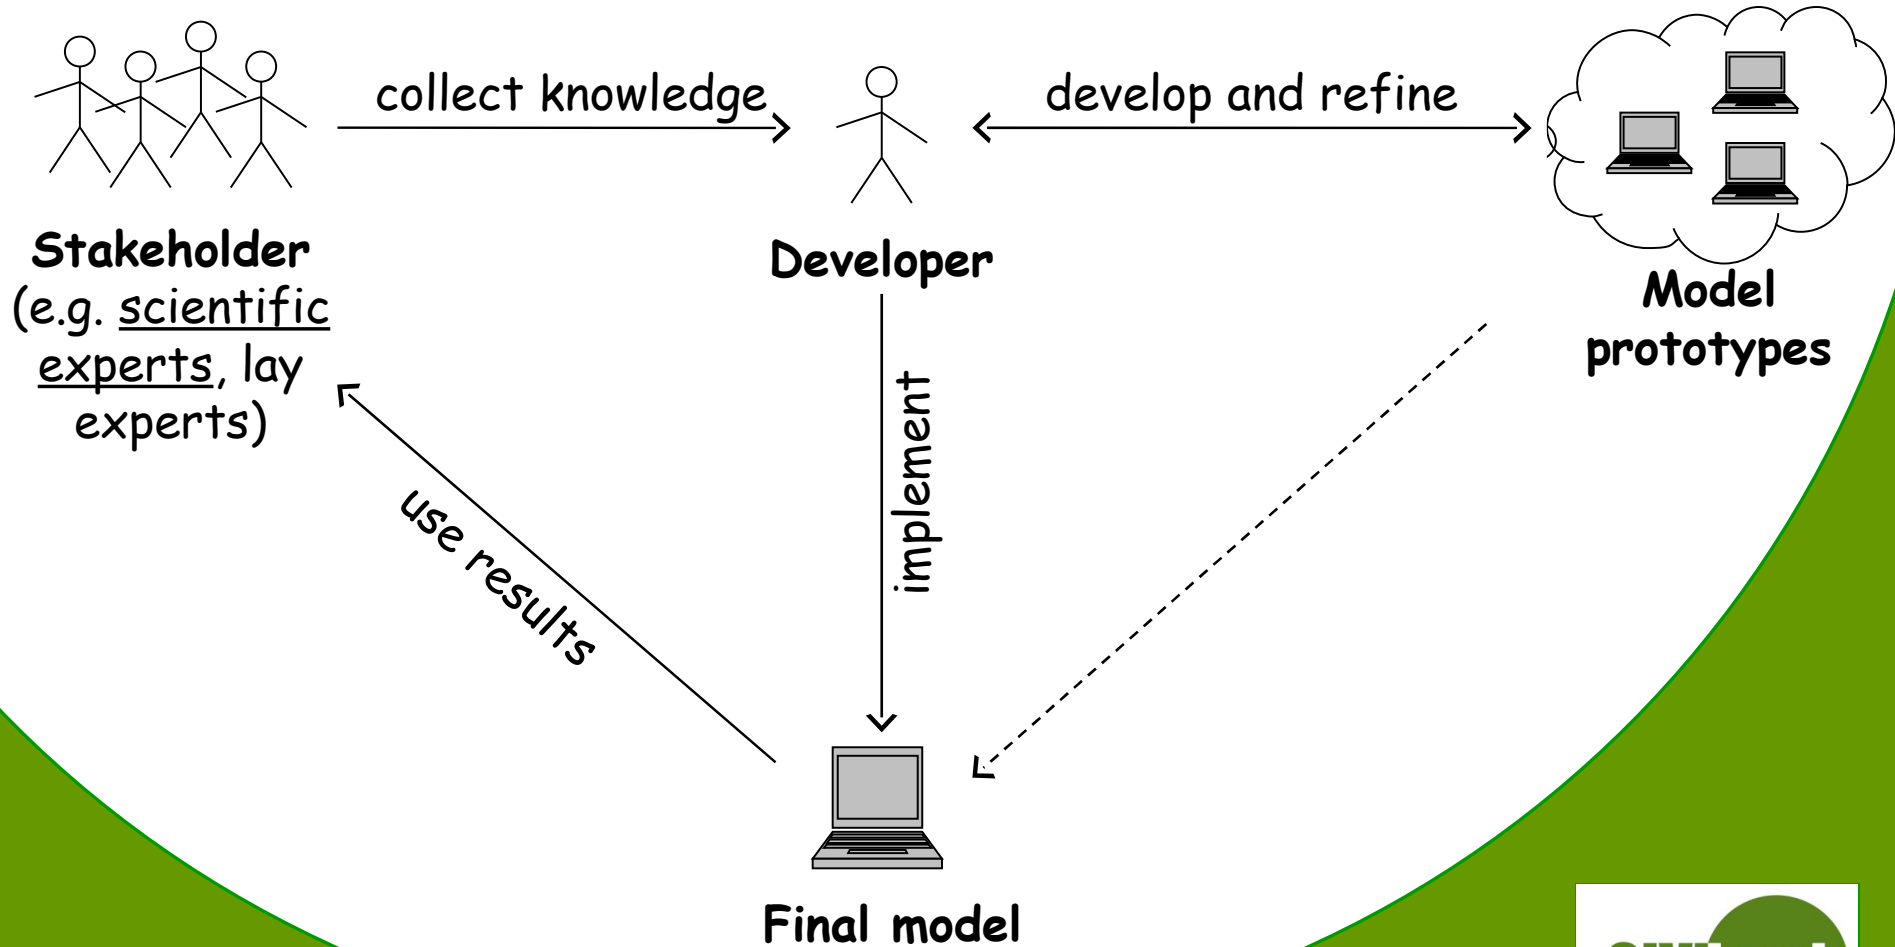 collect knowledge
develop and refine
Stakeholder
(e.g. scientific
experts, lay
experts)
Developer
Model
prototypes
implement
use results
Final model